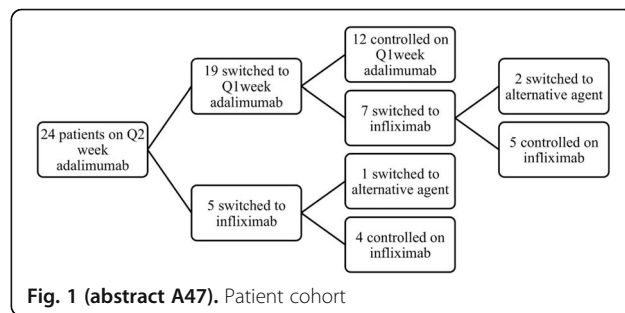 24 patients on Q2
week
adalimumab
19 switched to
Q1week
adalimumab
5 switched to
infliximab
12 controlled on
Q1week
adalimumab
7 switched to
infliximab
1 switched to
alternative agent
4 controlled on
infliximab
2 switched to
alternative agent
5 controlled on
infliximab
Fig. 1 (abstract A47). Patient cohort